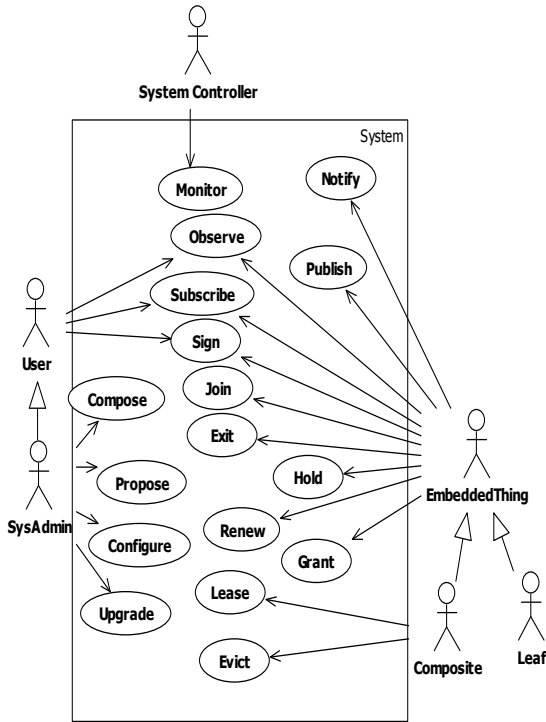 System Controller
System
Notify
Monitor
Observe
Publish
Subscribe
User
Sign
Join
Compose
Exit
Hold
EmbeddedThing
Propose
SysAdmin
Renew
Configure
Grant
Lease
Upgrade
Evict
Composite
Leaf